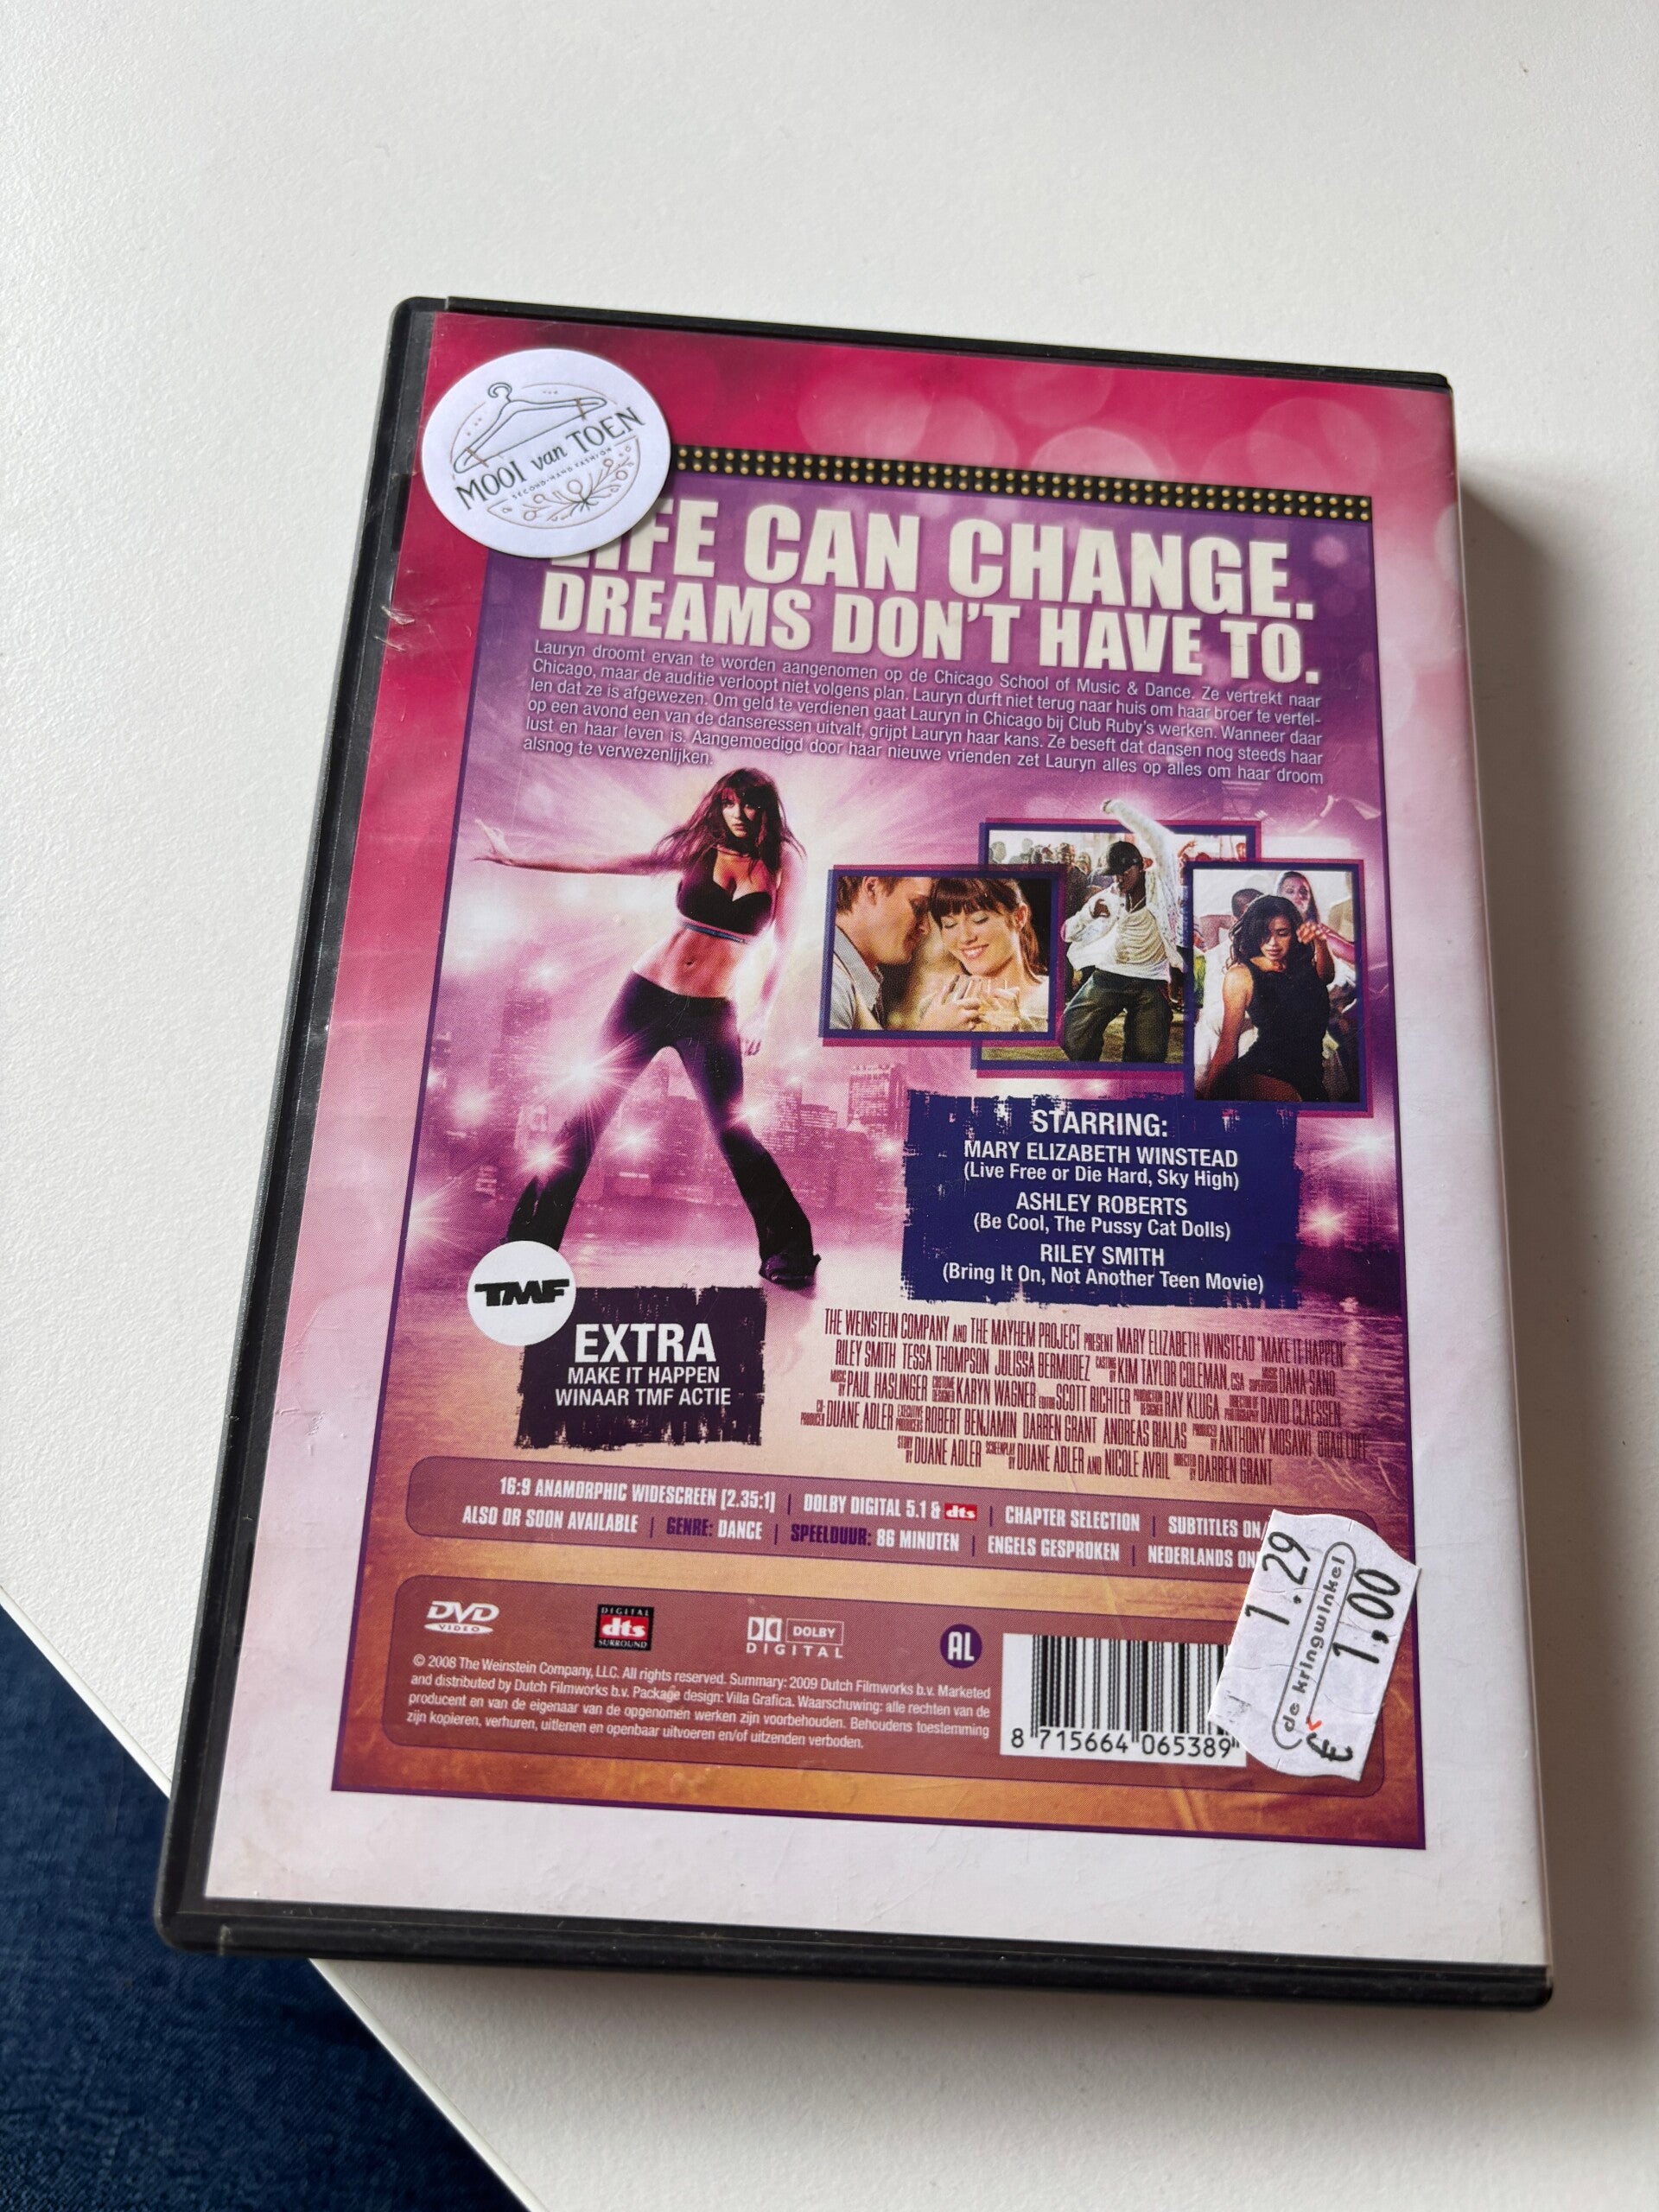 MOOI van TOEN
SECOND-HAND FASHION
LIFE CAN CHANGE.
DREAMS DON'T HAVE TO.
Lauryn droomt ervan te worden aangenomen op de Chicago School of Music & Dance. Ze vertrekt naar
Chicago, maar de auditie verloopt niet volgens plan. Lauryn durft niet terug naar huis om haar broer te vertel-
len dat ze is afgewezen. Om geld te verdienen gaat Lauryn in Chicago bij Club Ruby's werken. Wanneer daar
op een avond een van de danseressen uitvalt, grijpt Lauryn haar kans. Ze beseft dat dansen nog steeds haar
lust en haar leven is. Aangemoedigd door haar nieuwe vrienden zet Lauryn alles op alles om haar droom
alsnog te verwezenlijken.
STARRING:
MARY ELIZABETH WINSTEAD
(Live Free or Die Hard, Sky High)
ASHLEY ROBERTS
(Be Cool, The Pussy Cat Dolls)
RILEY SMITH
(Bring It On, Not Another Teen Movie)
TMF
EXTRA
MAKE IT HAPPEN
WINAAR TMF ACTIE
THE WEINSTEIN COMPANY AND THE MAYHEM PROJECT PRESENT MARY ELIZABETH WINSTEAD "MAKE IT HAPPEN"
RILEY SMITH TESSA THOMPSON JULISSA BERMUDEZ CASTING BY KIM TAYLOR COLEMAN, CSA MUSIC SUPERVISOR DANA SANO
MUSIC BY PAUL HASLINGER COSTUME DESIGNER KARYN WAGNER EDITOR SCOTT RICHTER PRODUCTION DESIGNER RAY KLUGA DIRECTOR OF PHOTOGRAPHY DAVID CLAESSEN
CO-PRODUCER DUANE ADLER EXECUTIVE PRODUCERS ROBERT BENJAMIN DARREN GRANT ANDREAS RIALAS PRODUCED BY ANTHONY MOSAWI BRAD LUFF
STORY BY DUANE ADLER SCREENPLAY BY DUANE ADLER AND NICOLE AVRIL DIRECTED BY DARREN GRANT
16:9 ANAMORPHIC WIDESCREEN [2.35:1] | DOLBY DIGITAL 5.1 & dts | CHAPTER SELECTION | SUBTITLES ON
ALSO OR SOON AVAILABLE | GENRE: DANCE | SPEELDUUR: 86 MINUTEN | ENGELS GESPROKEN | NEDERLANDS ON
DVD VIDEO
DIGITAL dts SURROUND
DOLBY DIGITAL
AL
© 2008 The Weinstein Company, LLC. All rights reserved. Summary: 2009 Dutch Filmworks b.v. Marketed
and distributed by Dutch Filmworks b.v. Package design: Villa Grafica. Waarschuwing: alle rechten van de
producent en van de eigenaar van de opgenomen werken zijn voorbehouden. Behoudens toestemming
zijn kopieren, verhuren, uitlenen en openbaar uitvoeren en/of uitzenden verboden.
8 715664 065389
1.29
de kringwinkel
€ 1,00